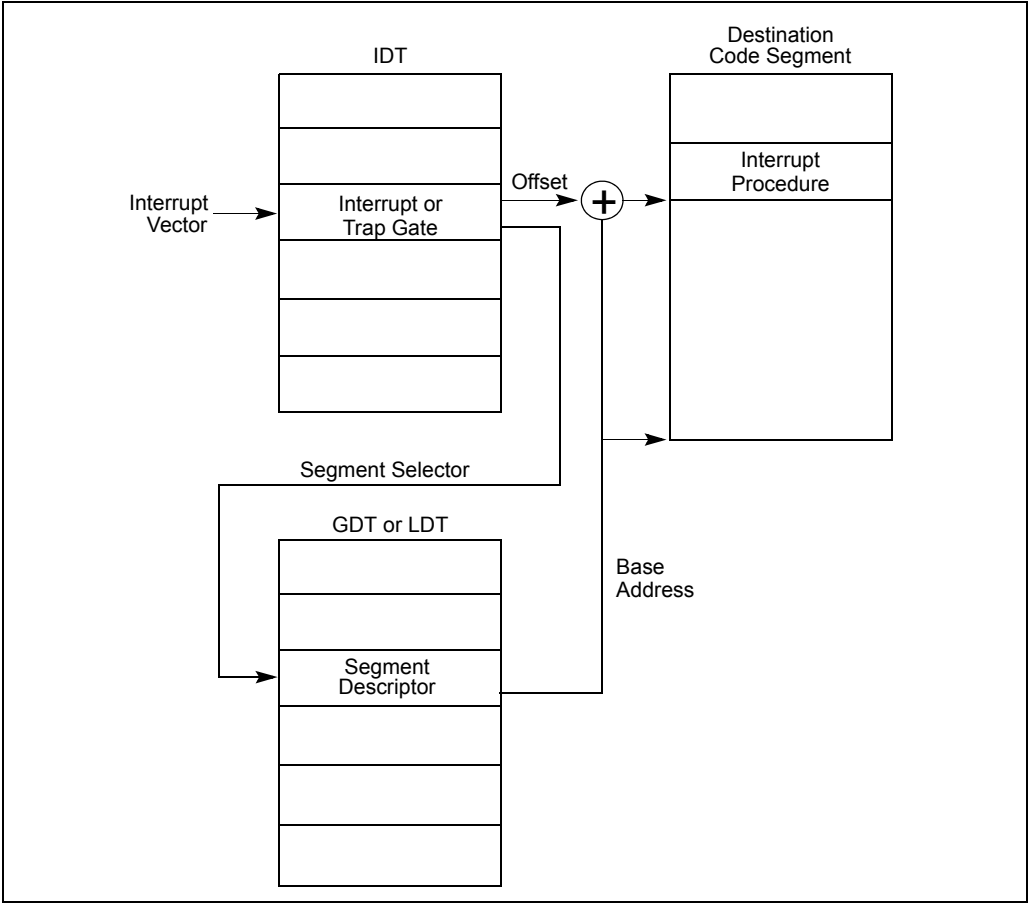 IDT
Destination
Code Segment
Interrupt
Vector
Interrupt or
Trap Gate
Offset
+
Interrupt
Procedure
Segment Selector
GDT or LDT
Segment
Descriptor
Base
Address